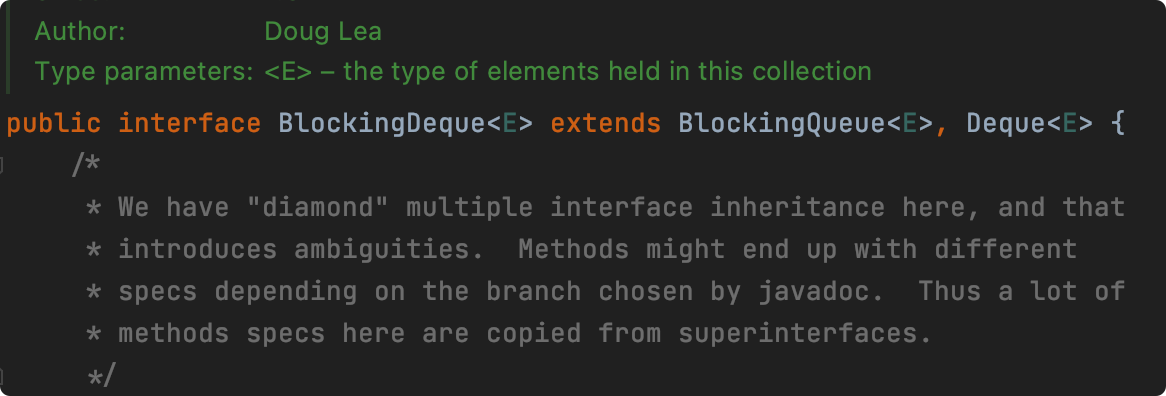 Author: Doug Lea
Type parameters: <E> – the type of elements held in this collection
public interface BlockingDeque<E> extends BlockingQueue<E>, Deque<E> {
/*
* We have "diamond" multiple interface inheritance here, and that
* introduces ambiguities.  Methods might end up with different
* specs depending on the branch chosen by javadoc.  Thus a lot of
* methods specs here are copied from superinterfaces.
*/